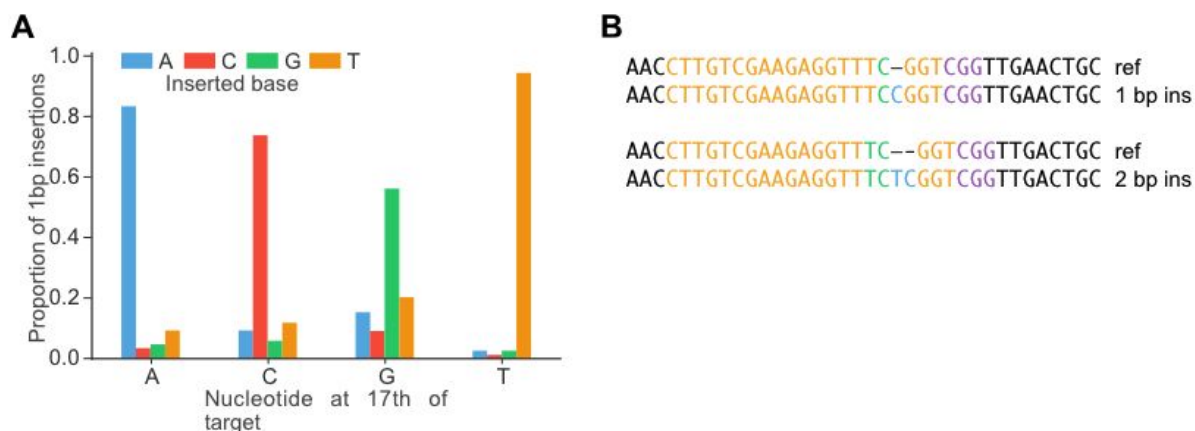 A
1.0
A C G T
Inserted base
0.8
0.6
0.4
0.2
0.0
Proportion of 1bp insertions
A C G T
Nucleotide at 17th of
target
B
AACCTTGTCGAAGAGGTTTC–GGTCGGTTGAACTGC ref
AACCTTGTCGAAGAGGTTTCCGGTCGGTTGAACTGC 1 bp ins
AACCTTGTCGAAGAGGTTTC––GGTCGGTTGACTGC ref
AACCTTGTCGAAGAGGTTTCTCGGTCGGTTGACTGC 2 bp ins